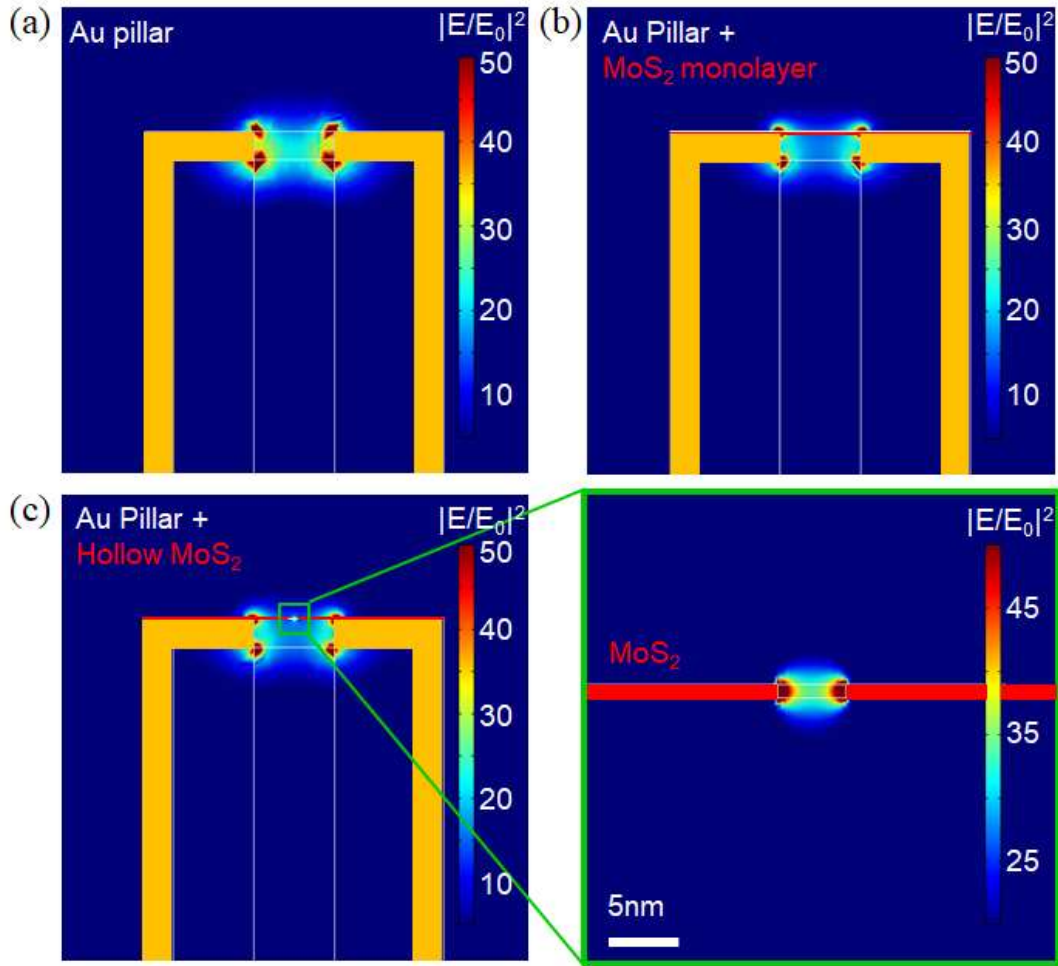 (a)
Au pillar
|E/E₀|²
50
40
30
20
10
(b)
Au Pillar +
MoS₂ monolayer
|E/E₀|²
50
40
30
20
10
(c)
Au Pillar +
Hollow MoS₂
|E/E₀|²
50
40
30
20
10
|E/E₀|²
45
MoS₂
35
25
5nm